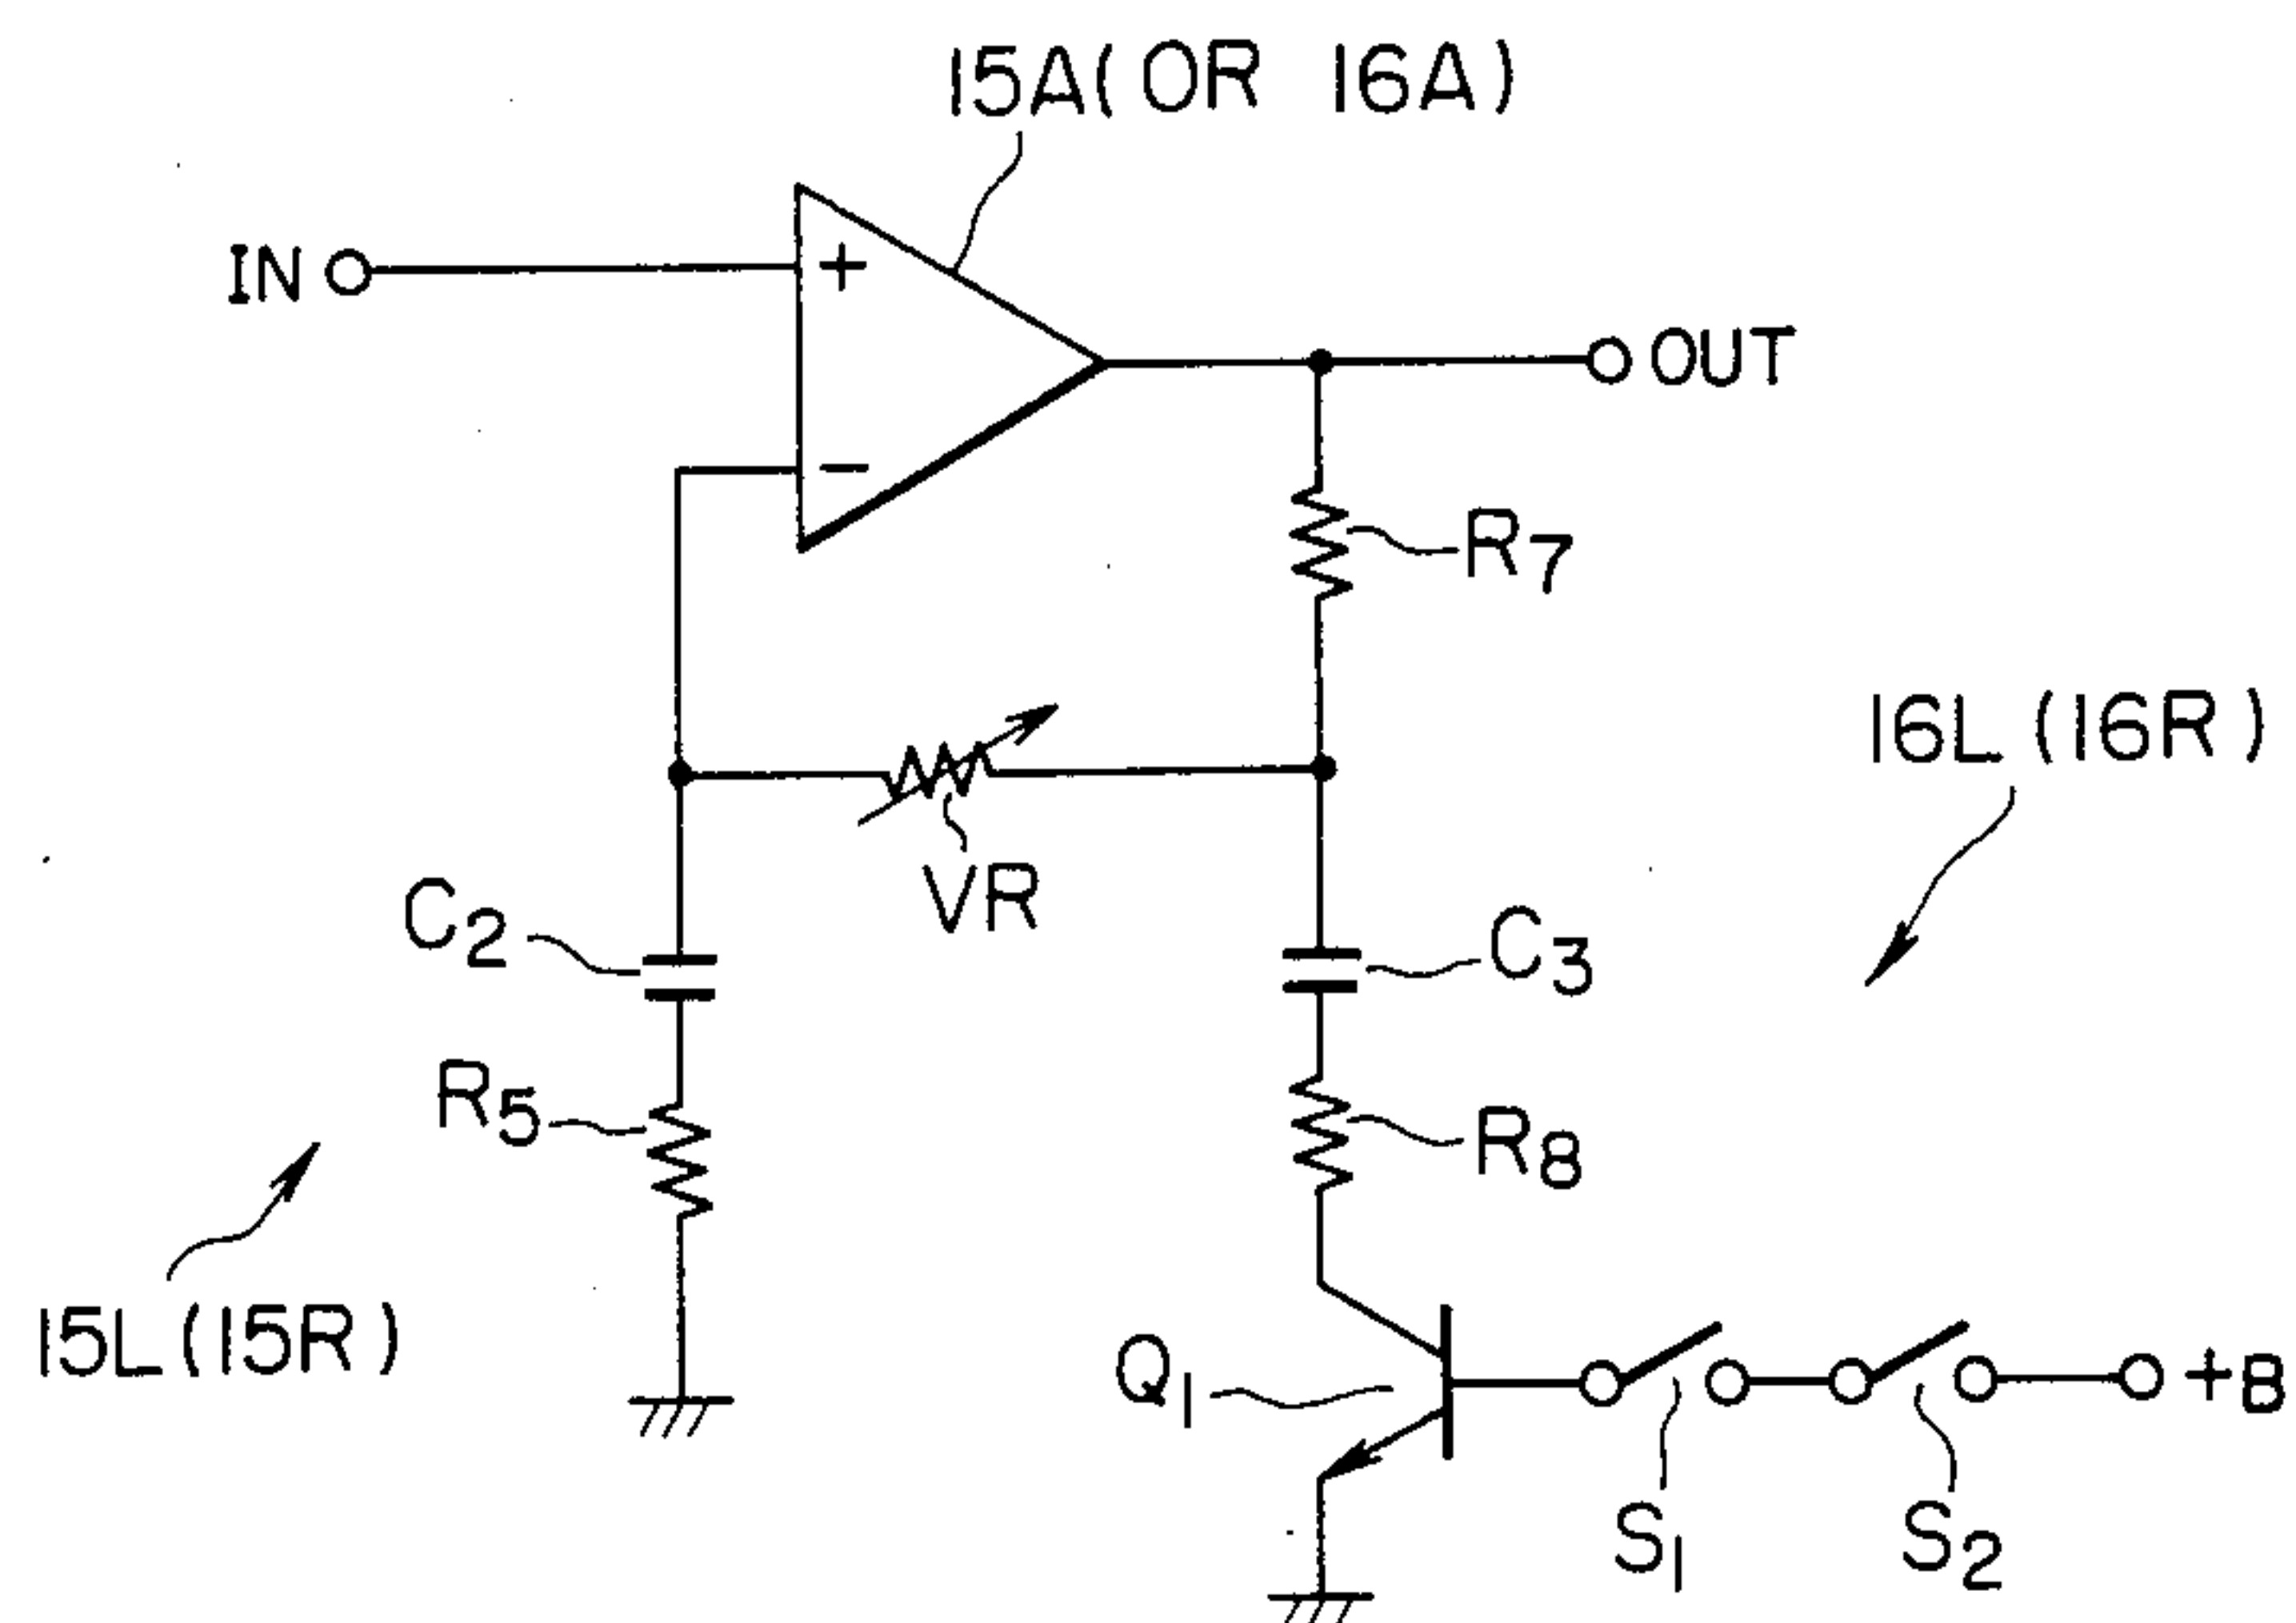 15A(OR 16A)
IN
+
OUT
−
R7
16L(16R)
VR
C2
C3
R5
R8
15L(15R)
Q1
+B
S1
S2